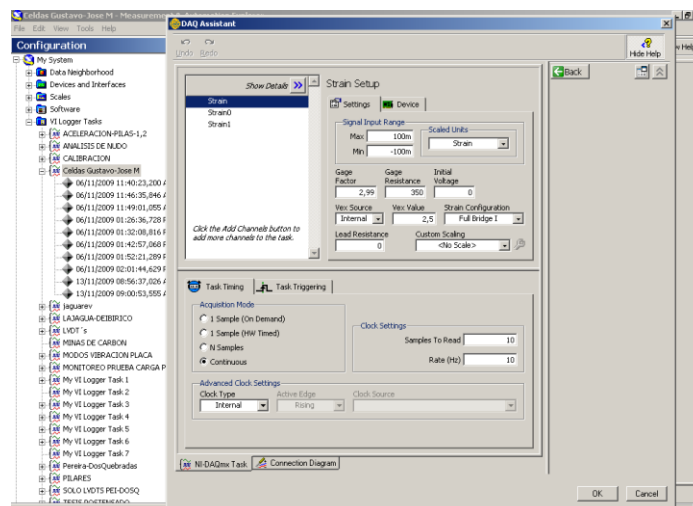 Celdas Gustavo-Jose M - Measurement
File Edit View Tools Help
Configuration
My System
Data Neighborhood
Devices and Interfaces
Scales
Software
VI Logger Tasks
ACELERACION-PILAS-1,2
ANALISIS DE NUDO
CALIBRACION
Celdas Gustavo-Jose M
06/11/2009 11:40:23,200 A
06/11/2009 11:46:35,846 A
06/11/2009 11:49:01,055 A
06/11/2009 01:26:36,728 P
06/11/2009 01:32:08,816 P
06/11/2009 01:42:57,068 P
06/11/2009 01:52:21,289 P
06/11/2009 02:01:44,629 P
13/11/2009 08:56:37,026 A
13/11/2009 09:00:53,555 A
jaguarev
LAJAGUA-DEIBIRICO
LVDT´s
MINAS DE CARBON
MODOS VIBRACION PLACA
MONITOREO PRUEBA CARGA P
My VI Logger Task 1
My VI Logger Task 2
My VI Logger Task 3
My VI Logger Task 4
My VI Logger Task 5
My VI Logger Task 6
My VI Logger Task 7
Pereira-DosQuebradas
PILARES
SOLO LVDTS PEI-DOSQ
TESIS POSTENSADO
DAQ Assistant
Undo Redo
Hide Help
Back
Show Details
Strain
Strain0
Strain1
Click the Add Channels button to
add more channels to the task.
Strain Setup
Settings Device
Signal Input Range
Max 100m
Min -100m
Scaled Units
Strain
Gage Factor
2,99
Gage Resistance
350
Initial Voltage
0
Vex Source
Internal
Vex Value
2,5
Strain Configuration
Full Bridge I
Lead Resistance
0
Custom Scaling
<No Scale>
Task Timing Task Triggering
Acquisition Mode
1 Sample (On Demand)
1 Sample (HW Timed)
N Samples
Continuous
Clock Settings
Samples To Read 10
Rate (Hz) 10
Advanced Clock Settings
Clock Type Active Edge Clock Source
Internal Rising
NI-DAQmx Task Connection Diagram
OK Cancel